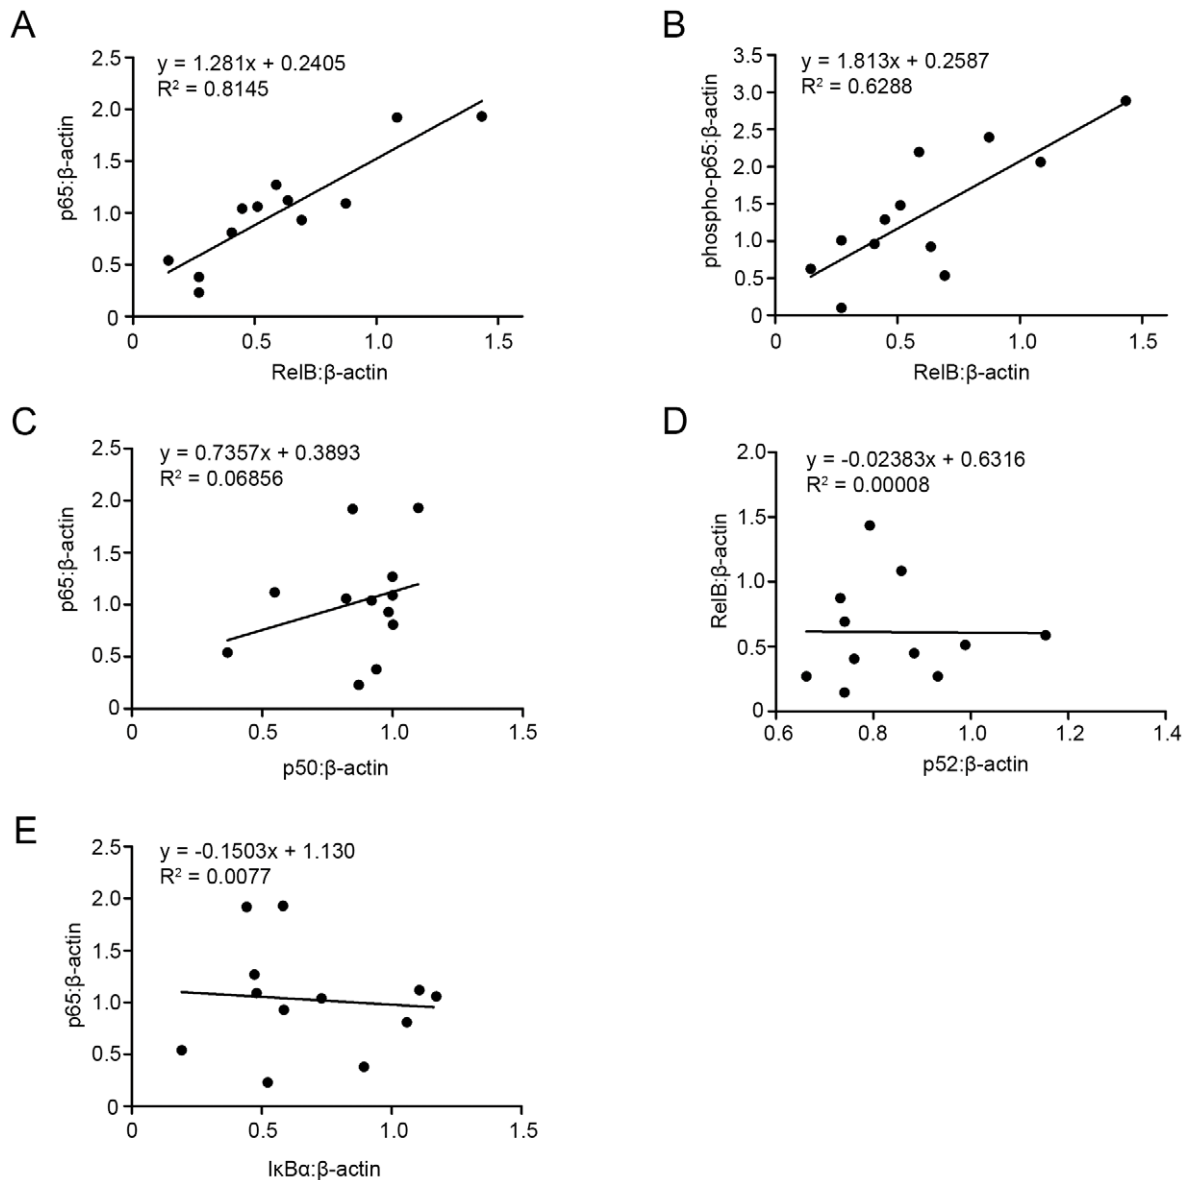 A
y = 1.281x + 0.2405
R² = 0.8145
p65:β-actin
2.5
2.0
1.5
1.0
0.5
0
0 0.5 1.0 1.5
RelB:β-actin
B
y = 1.813x + 0.2587
R² = 0.6288
phospho-p65:β-actin
3.5
3.0
2.5
2.0
1.5
1.0
0.5
0
0 0.5 1.0 1.5
RelB:β-actin
C
y = 0.7357x + 0.3893
R² = 0.06856
p65:β-actin
2.5
2.0
1.5
1.0
0.5
0
0 0.5 1.0 1.5
p50:β-actin
D
y = -0.02383x + 0.6316
R² = 0.00008
RelB:β-actin
2.0
1.5
1.0
0.5
0
0.6 0.8 1.0 1.2 1.4
p52:β-actin
E
y = -0.1503x + 1.130
R² = 0.0077
p65:β-actin
2.5
2.0
1.5
1.0
0.5
0
0 0.5 1.0 1.5
IκBα:β-actin